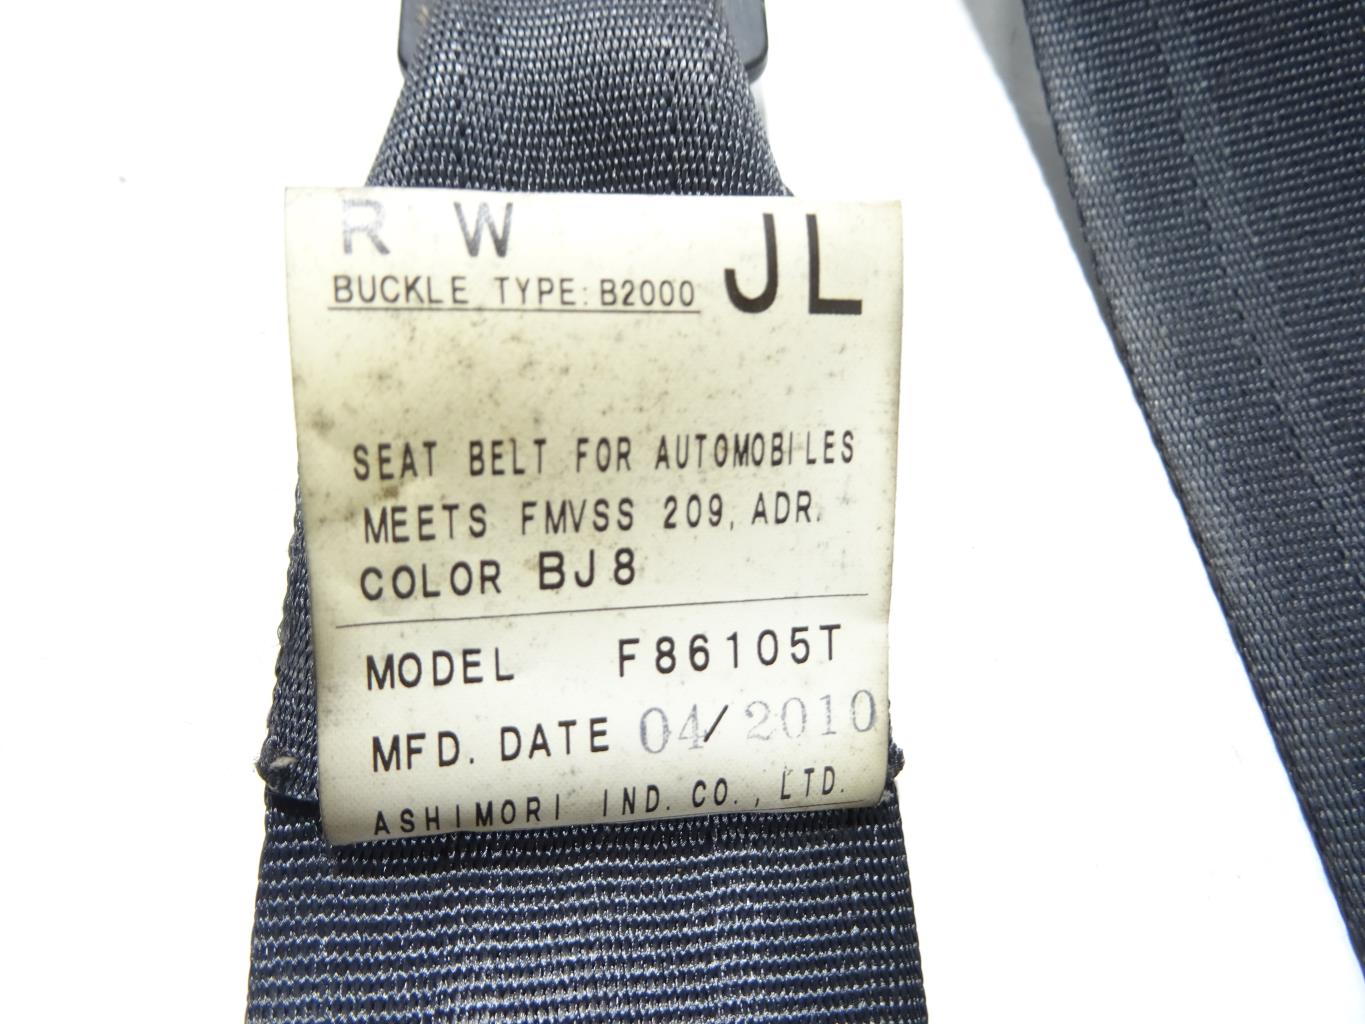 R W
JL
BUCKLE TYPE: B2000
SEAT BELT FOR AUTOMOBILES
MEETS FMVSS 209, ADR.
COLOR BJ8
MODEL F86105T
MFD. DATE 04/2010
ASHIMORI IND. CO., LTD.